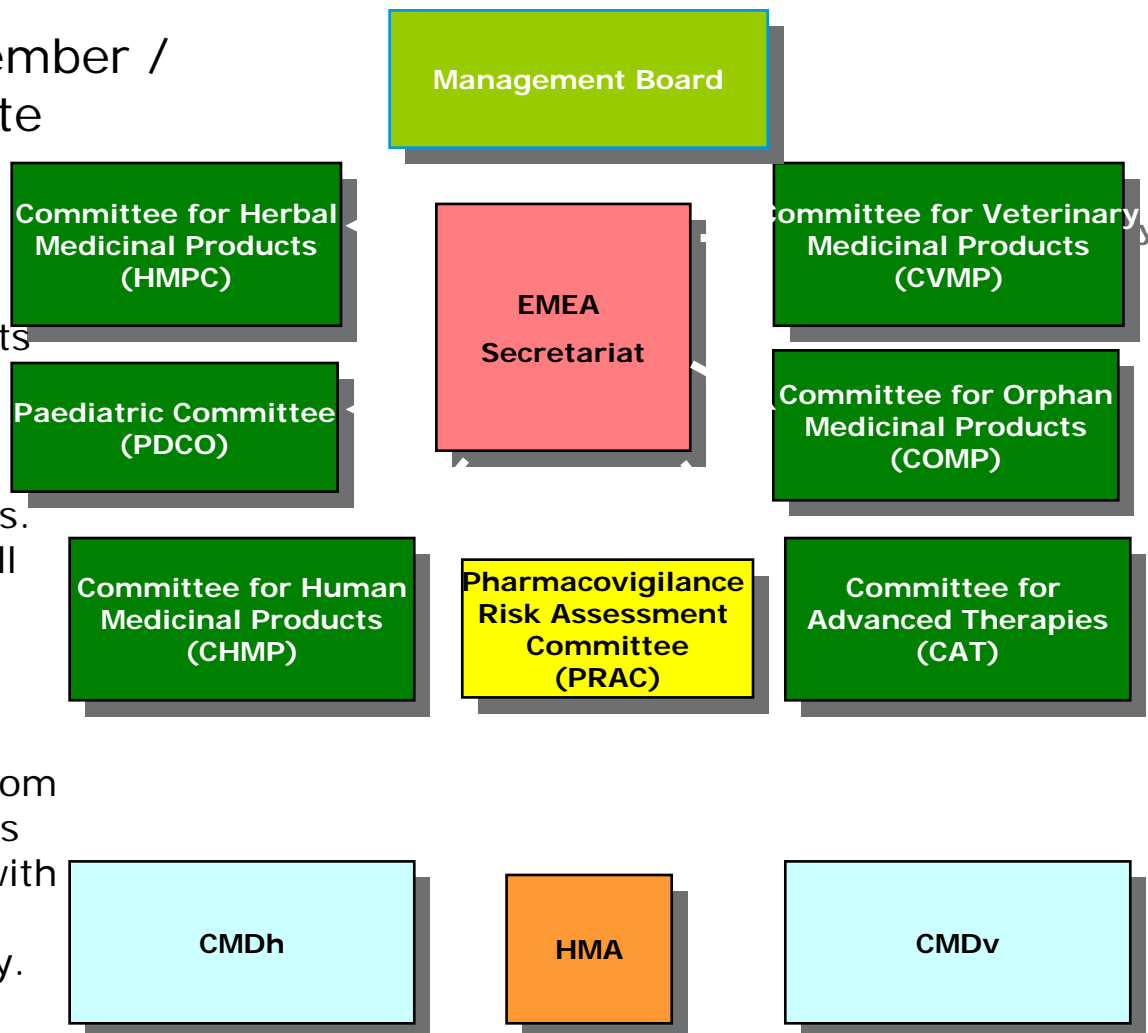 ember /
te
Management Board
Committee for Herbal
Medicinal Products
(HMPC)
EMEA
Secretariat
ommittee for Veterinary
Medicinal Products
(CVMP)
ts
Paediatric Committee
(PDCO)
Committee for Orphan
Medicinal Products
(COMP)
s.
ll
Committee for Human
Medicinal Products
(CHMP)
Pharmacovigilance
Risk Assessment
Committee
(PRAC)
Committee for
Advanced Therapies
(CAT)
om
s
with
y.
CMDh
HMA
CMDv